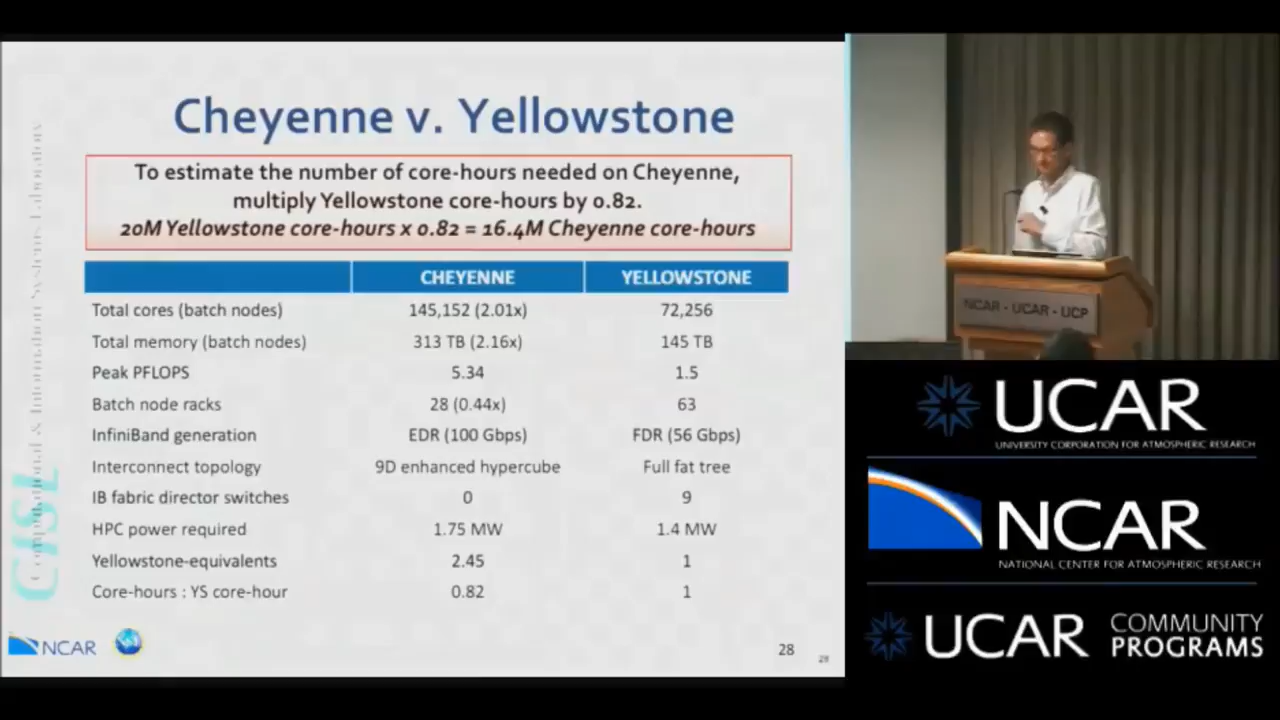 Cheyenne v. Yellowstone
To estimate the number of core-hours needed on Cheyenne,
multiply Yellowstone core-hours by 0.82.
20M Yellowstone core-hours x 0.82 = 16.4M Cheyenne core-hours
CHEYENNE YELLOWSTONE
Total cores (batch nodes) 145,152 (2.01x) 72,256
Total memory (batch nodes) 313 TB (2.16x) 145 TB
Peak PFLOPS 5.34 1.5
Batch node racks 28 (0.44x) 63
InfiniBand generation EDR (100 Gbps) FDR (56 Gbps)
Interconnect topology 9D enhanced hypercube Full fat tree
IB fabric director switches 0 9
HPC power required 1.75 MW 1.4 MW
Yellowstone-equivalents 2.45 1
Core-hours : YS core-hour 0.82 1
Computational & Information Systems Laboratory
CISL
NCAR
28
28
NCAR - UCAR - UCP
UCAR
UNIVERSITY CORPORATION FOR ATMOSPHERIC RESEARCH
NCAR
NATIONAL CENTER FOR ATMOSPHERIC RESEARCH
UCAR COMMUNITY
PROGRAMS